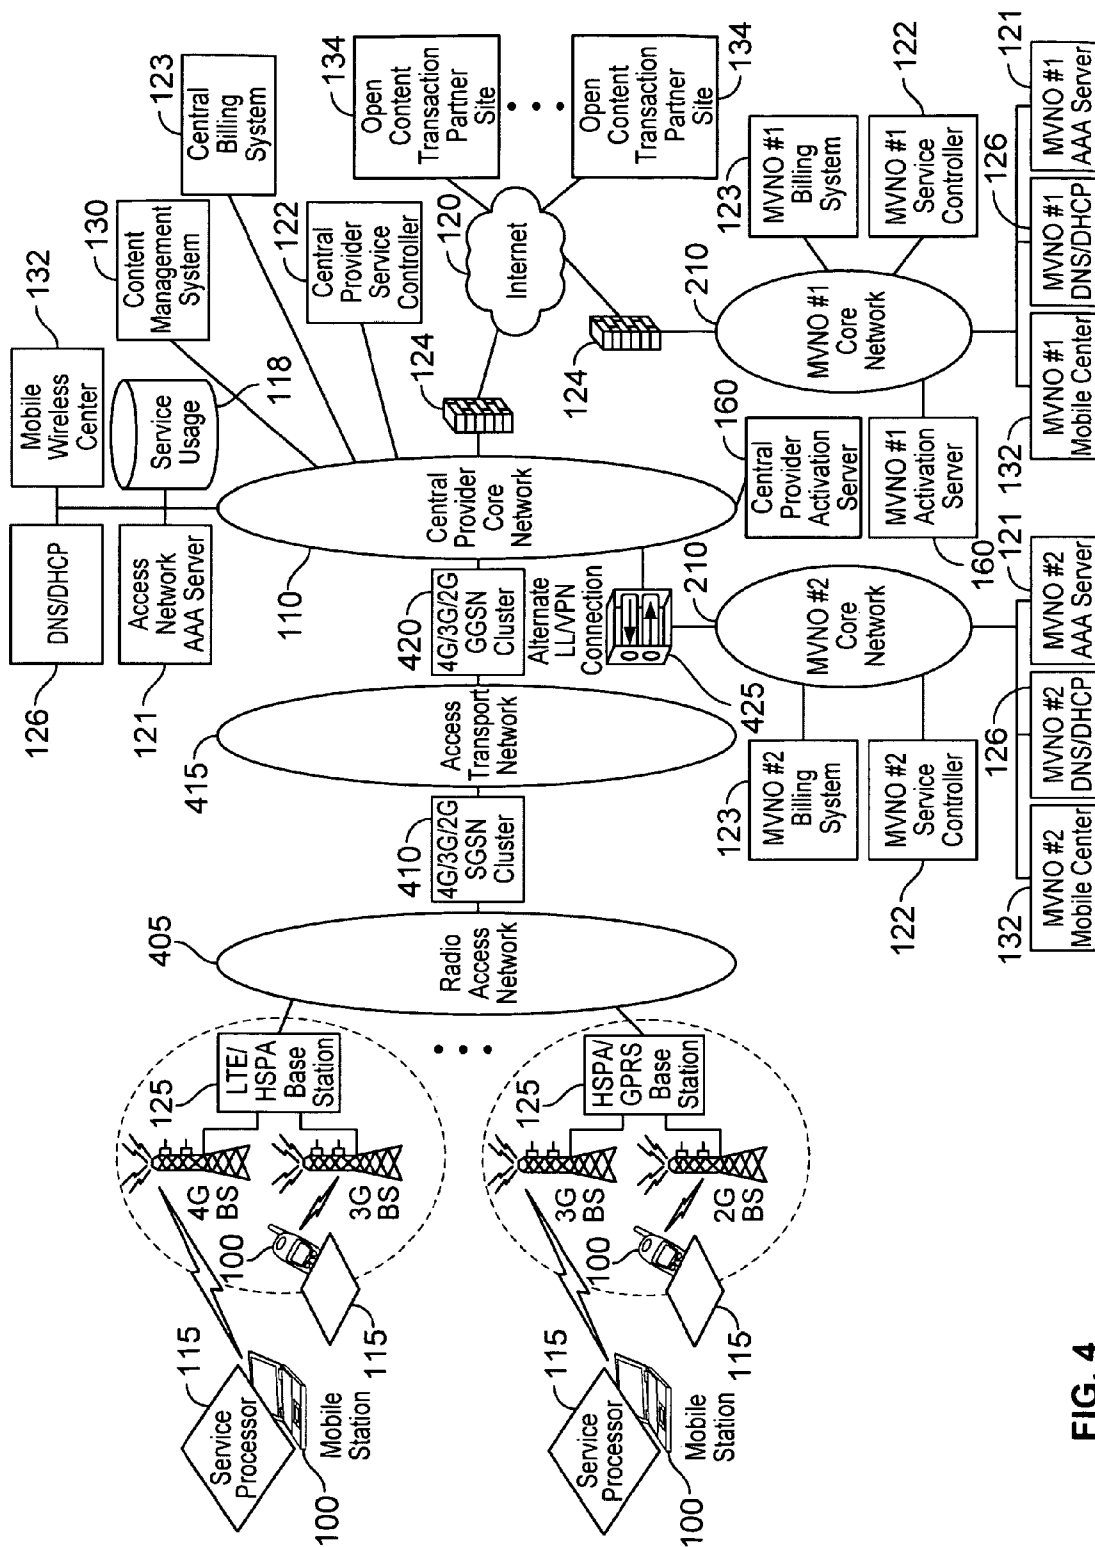 126
DNS/DHCP
132
Mobile
Wireless
Center
121
Access
Network
AAA Server
118
Service
Usage
130
Content
Management
System
123
Central
Billing
System
122
Central
Provider
Service
Controller
134
Open
Content
Transaction
Partner
Site
134
Open
Content
Transaction
Partner
Site
120
Internet
124
124
110
Central
Provider
Core
Network
420
4G/3G/2G
GGSN
Cluster
415
Access
Transport
Network
410
4G/3G/2G
SGSN
Cluster
405
Radio
Access
Network
125
LTE/
HSPA
Base
Station
4G
BS
3G
BS
100
115
115
Service
Processor
Mobile
Station
100
125
HSPA/
GPRS
Base
Station
3G
BS
2G
BS
100
115
115
Service
Processor
Mobile
Station
100
Alternate
LL/VPN
Connection
425
160
Central
Provider
Activation
Server
210
MVNO #2
Core
Network
123
MVNO #2
Billing
System
122
MVNO #2
Service
Controller
132
MVNO #2
Mobile Center
126
MVNO #2
DNS/DHCP
121
MVNO #2
AAA Server
210
MVNO #1
Core
Network
123
MVNO #1
Billing
System
122
MVNO #1
Service
Controller
160
MVNO #1
Activation
Server
132
MVNO #1
Mobile Center
126
MVNO #1
DNS/DHCP
121
MVNO #1
AAA Server
FIG. 4